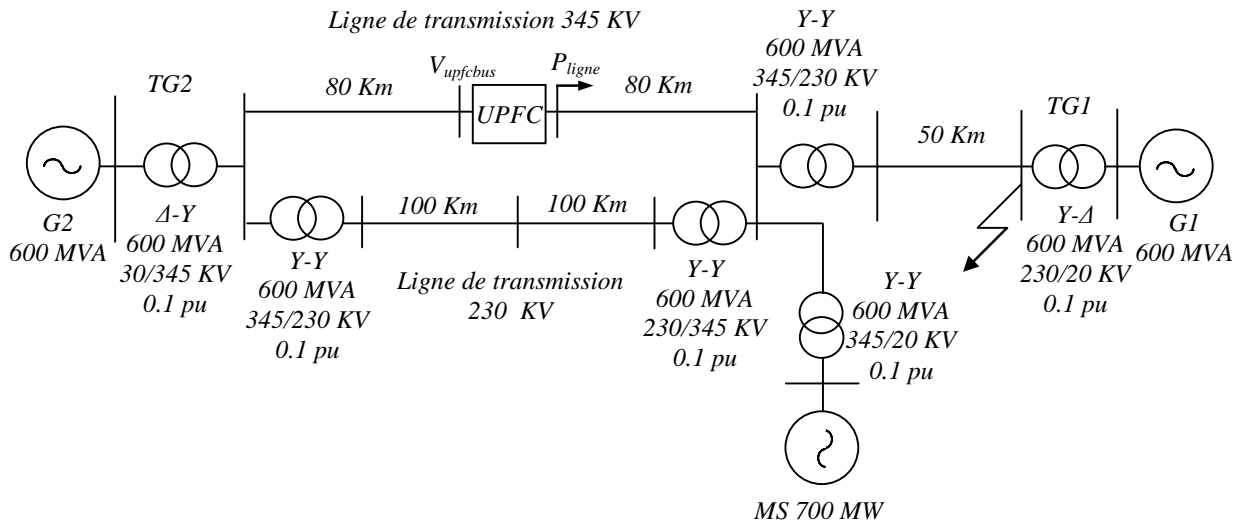 Ligne de transmission 345 KV
Y-Y
600 MVA
345/230 KV
0.1 pu
V_upfcbus
P_ligne
TG2
80 Km
UPFC
80 Km
TG1
50 Km
G2
600 MVA
Δ-Y
600 MVA
30/345 KV
0.1 pu
Y-Y
600 MVA
345/230 KV
0.1 pu
100 Km
100 Km
Ligne de transmission
230 KV
Y-Y
600 MVA
230/345 KV
0.1 pu
Y-Y
600 MVA
345/20 KV
0.1 pu
Y-Δ
600 MVA
230/20 KV
0.1 pu
G1
600 MVA
MS 700 MW